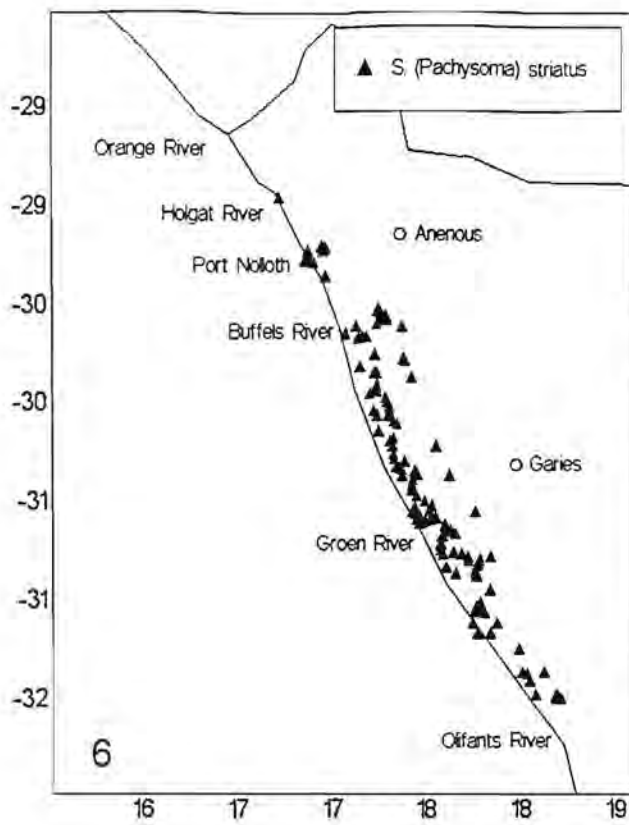 S. (Pachysoma) striatus
-29
Orange River
-29
Holgat River
Anenous
Port Nolloth
-30
Buffels River
-30
Garies
-31
Groen River
-31
-32
Olifants River
6
16 17 17 18 18 19